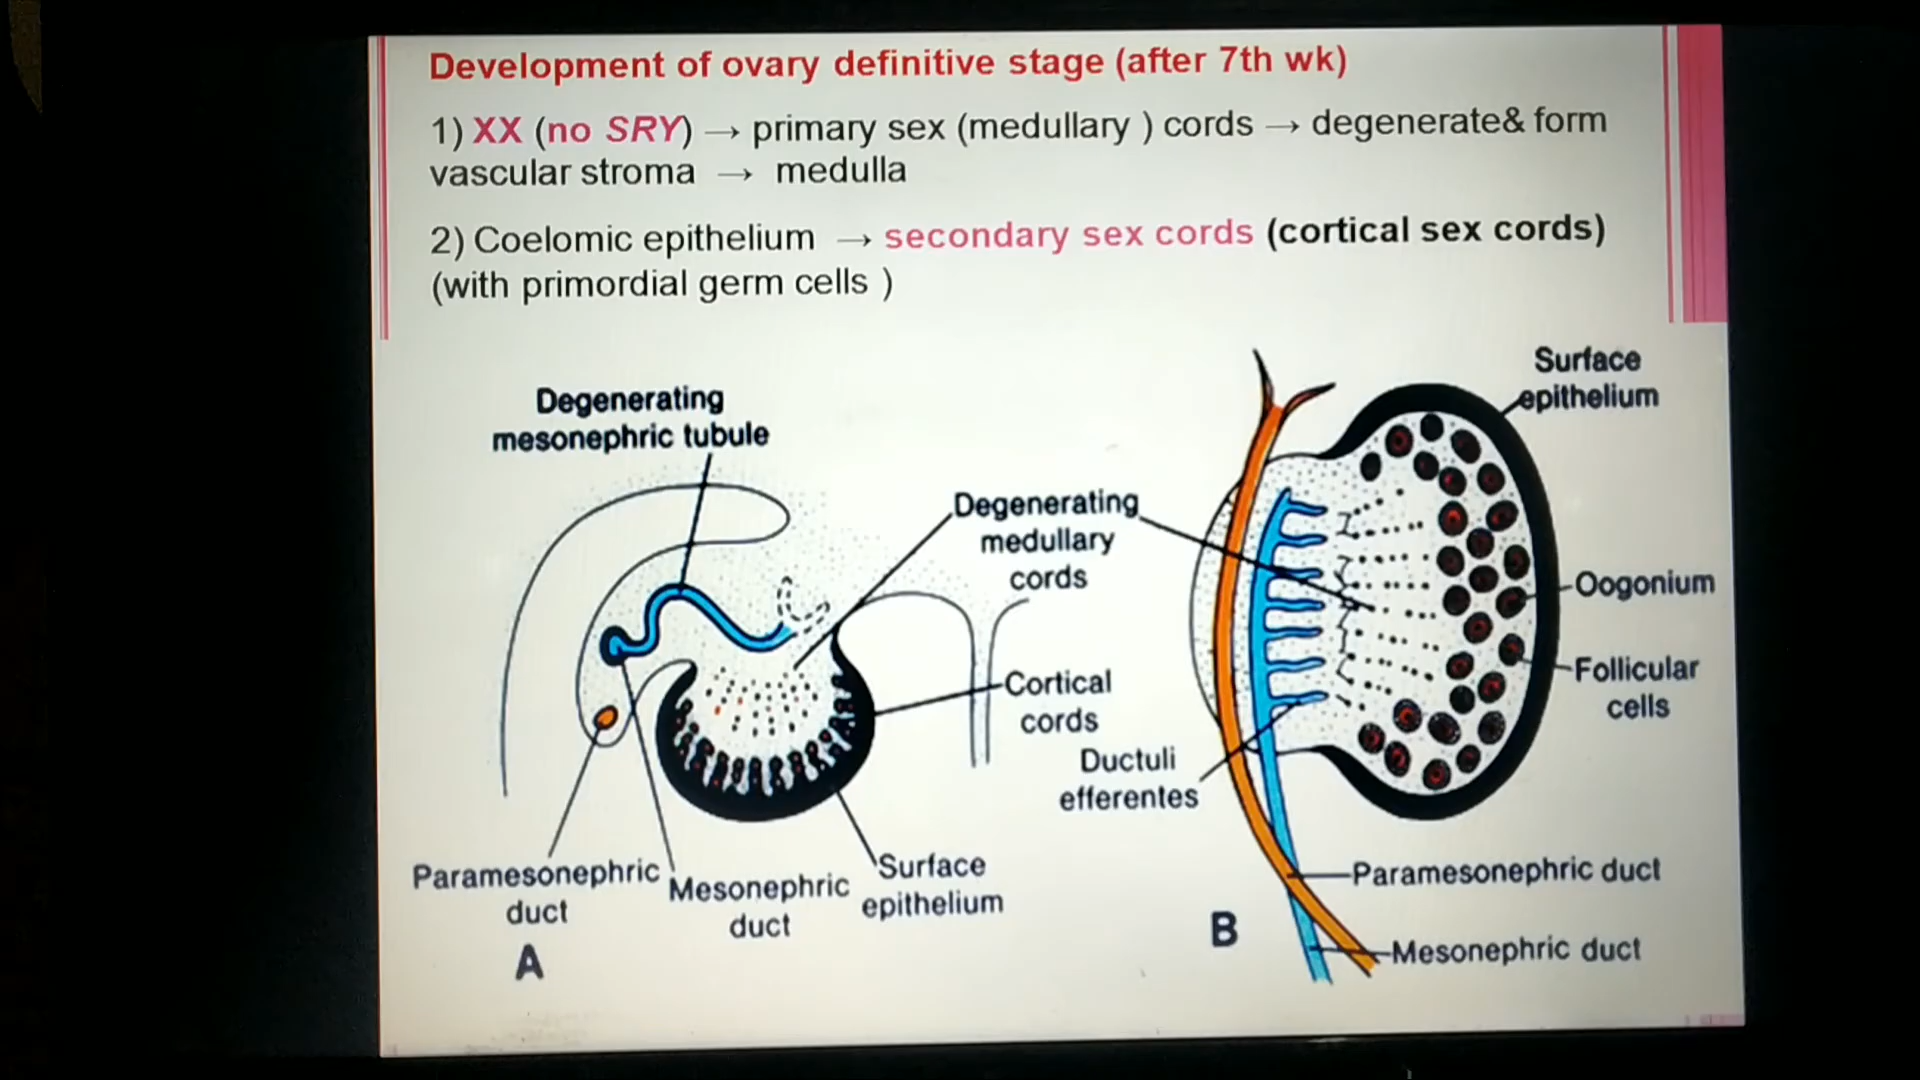 Development of ovary definitive stage (after 7th wk)
1) XX (no SRY) → primary sex (medullary ) cords → degenerate& form
vascular stroma → medulla
2) Coelomic epithelium → secondary sex cords (cortical sex cords)
(with primordial germ cells )
Degenerating
mesonephric tubule
Degenerating
medullary
cords
Cortical
cords
Paramesonephric
duct
Mesonephric
duct
Surface
epithelium
A
Surface
epithelium
Oogonium
Follicular
cells
Ductuli
efferentes
Paramesonephric duct
Mesonephric duct
B